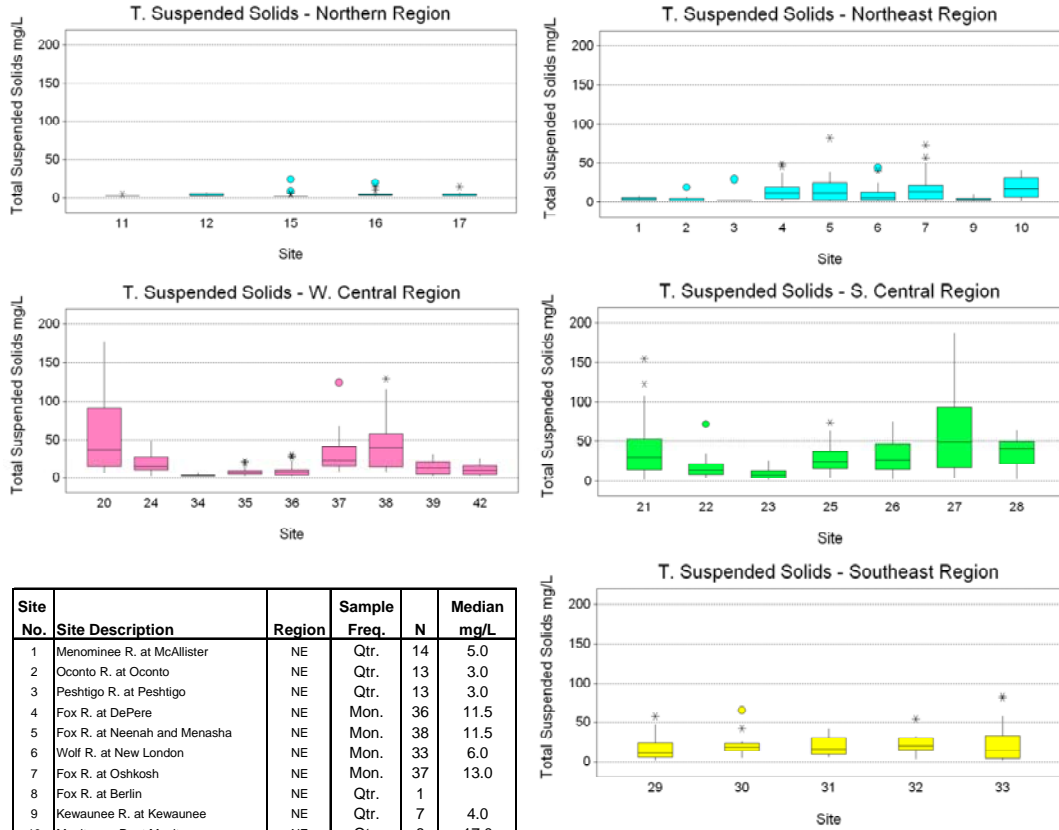 T. Suspended Solids - Northern Region
Total Suspended Solids mg/L
200
150
100
50
0
11 12 15 16 17
Site
T. Suspended Solids - Northeast Region
Total Suspended Solids mg/L
200
150
100
50
0
1 2 3 4 5 6 7 9 10
Site
T. Suspended Solids - W. Central Region
Total Suspended Solids mg/L
200
150
100
50
0
20 24 34 35 36 37 38 39 42
Site
T. Suspended Solids - S. Central Region
Total Suspended Solids mg/L
200
150
100
50
0
21 22 23 25 26 27 28
Site
Site No. Site Description Region Sample Freq. N Median mg/L
1 Menominee R. at McAllister NE Qtr. 14 5.0
2 Oconto R. at Oconto NE Qtr. 13 3.0
3 Peshtigo R. at Peshtigo NE Qtr. 13 3.0
4 Fox R. at DePere NE Mon. 36 11.5
5 Fox R. at Neenah and Menasha NE Mon. 38 11.5
6 Wolf R. at New London NE Mon. 33 6.0
7 Fox R. at Oshkosh NE Mon. 37 13.0
8 Fox R. at Berlin NE Qtr. 1
9 Kewaunee R. at Kewaunee NE Qtr. 7 4.0
T. Suspended Solids - Southeast Region
Total Suspended Solids mg/L
200
150
100
50
0
29 30 31 32 33
Site